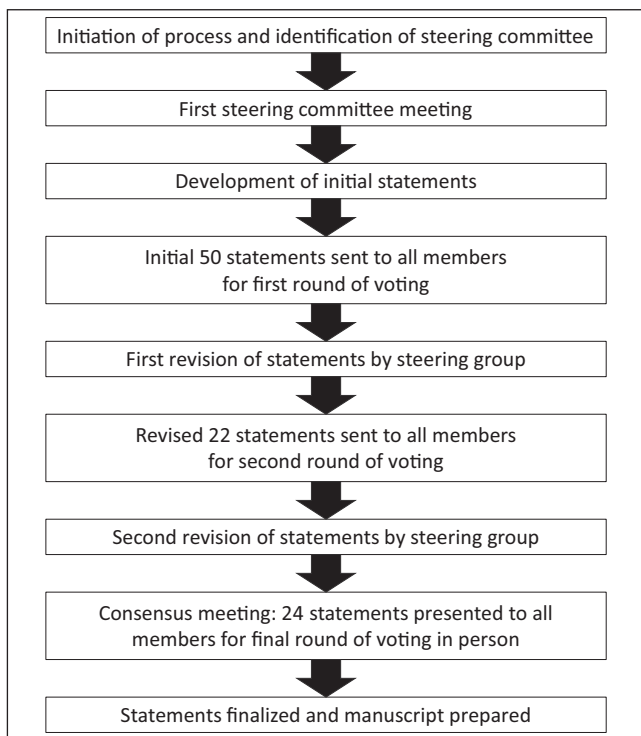 Initiation of process and identification of steering committee
First steering committee meeting
Development of initial statements
Initial 50 statements sent to all members
for first round of voting
First revision of statements by steering group
Revised 22 statements sent to all members
for second round of voting
Second revision of statements by steering group
Consensus meeting: 24 statements presented to all
members for final round of voting in person
Statements finalized and manuscript prepared